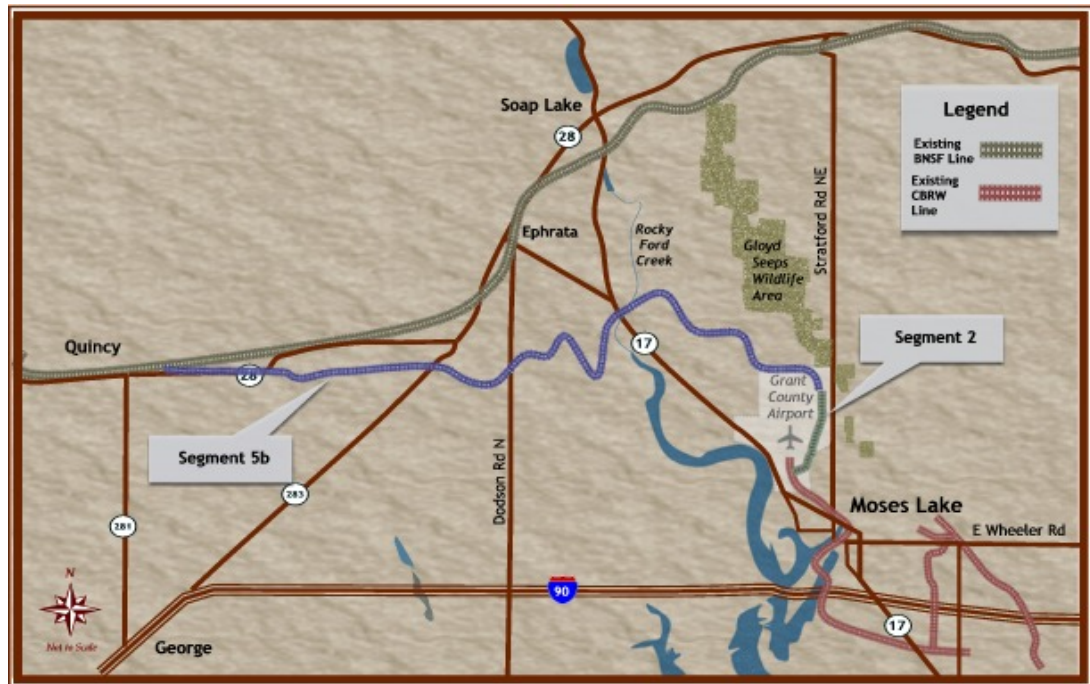 Soap Lake
28
Legend
Existing
BNSF Line
Existing
CBRW
Line
Stratford Rd NE
Ephrata
Rocky
Ford
Creek
Gloyd
Seeps
Wildlife
Area
Quincy
28
17
Segment 2
Grant
County
Airport
Segment 5b
Dodson Rd N
283
281
Moses Lake
E Wheeler Rd
90
N
Not to Scale
George
17